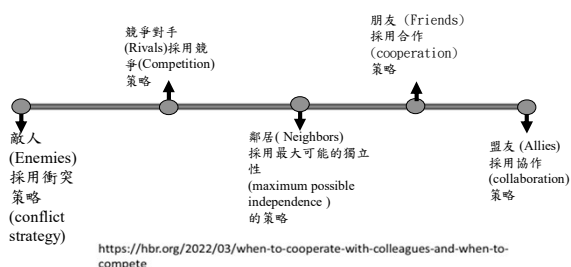 敵人
(Enemies)
採用衝突
策略
(conflict
strategy)
競爭對手
(Rivals)採用競
爭(Competition)
策略
鄰居( Neighbors)
採用最大可能的獨立
性
(maximum possible
independence )
的策略
朋友 (Friends)
採用合作
(cooperation)
策略
盟友 (Allies)
採用協作
(collaboration)
策略
https://hbr.org/2022/03/when-to-cooperate-with-colleagues-and-when-to-
compete